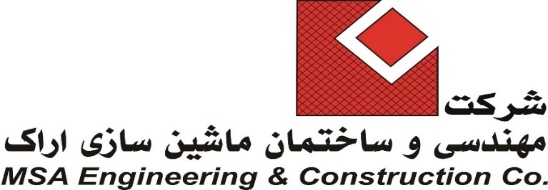 شرکت
مهندسی و ساختمان ماشین سازی اراک
MSA Engineering & Construction Co.